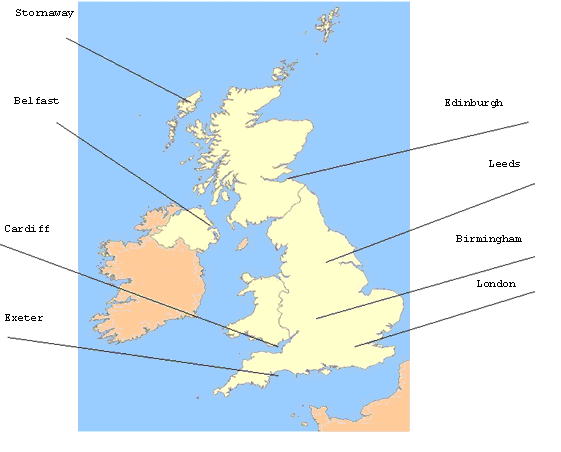 Stornaway
Belfast
Edinburgh
Leeds
Cardiff
Birmingham
London
Exeter